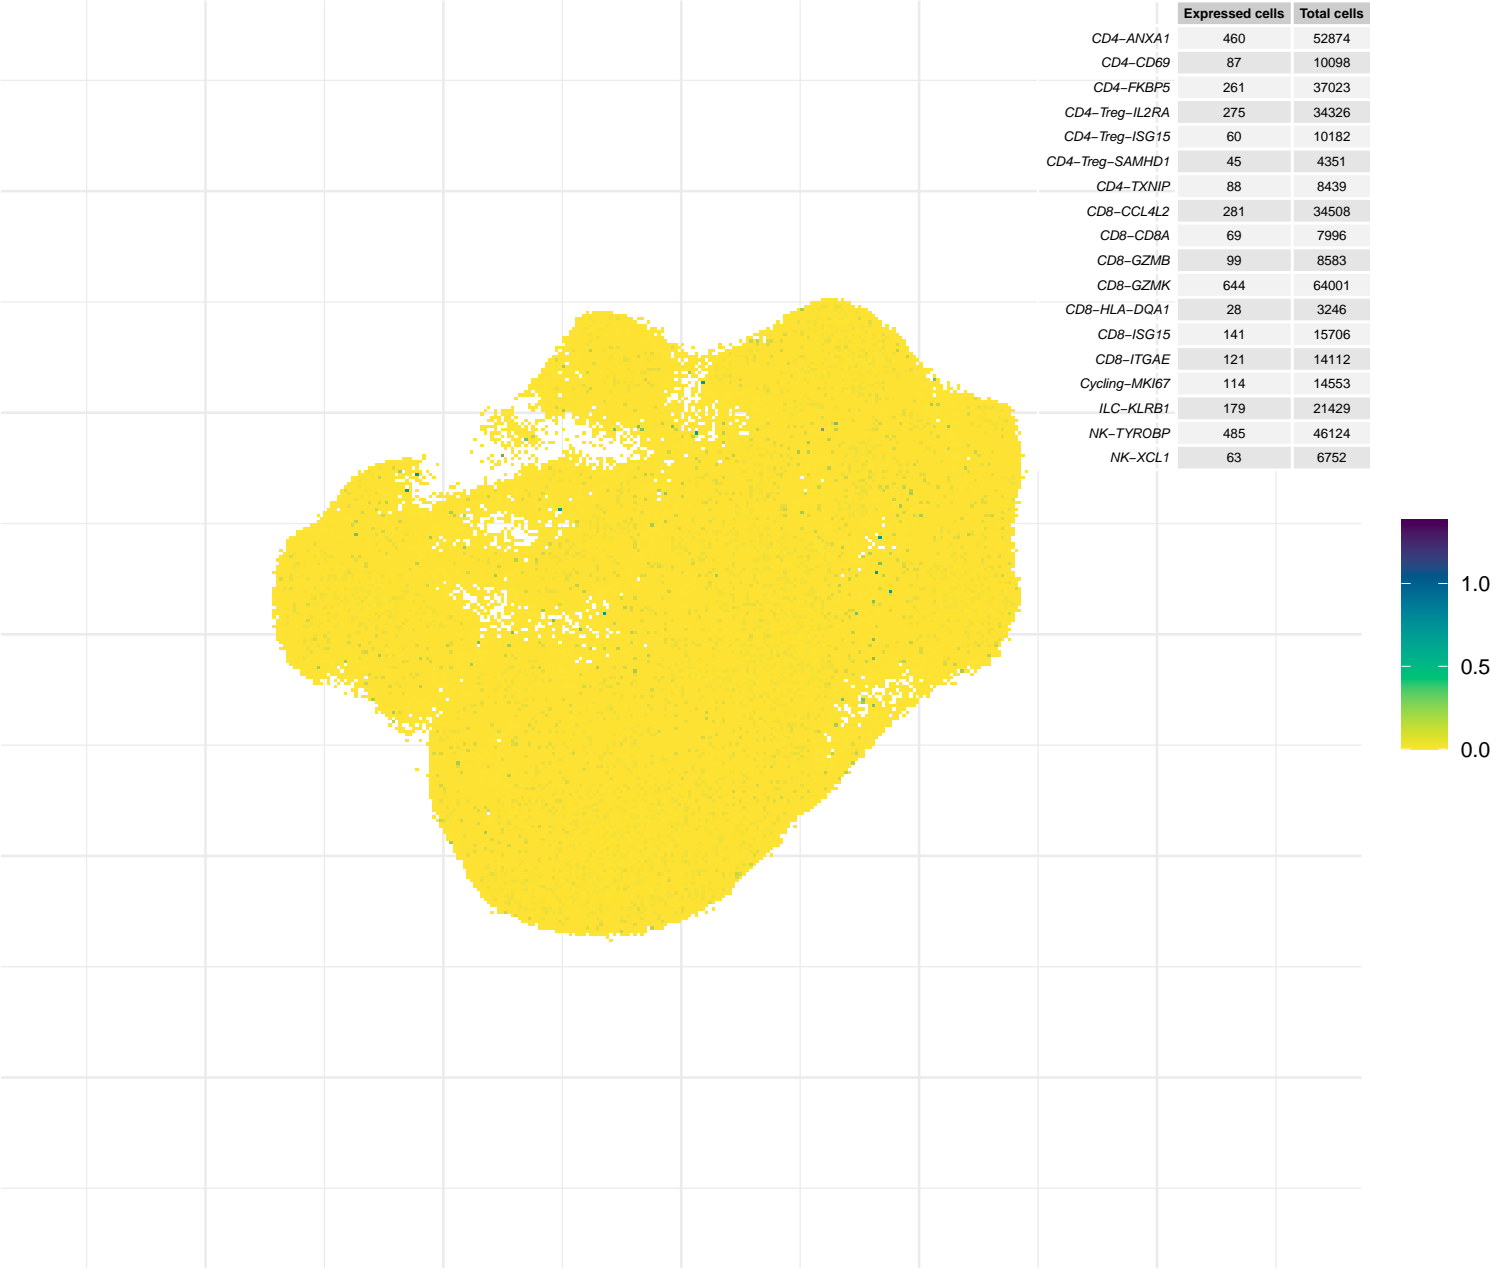 Expressed cells Total cells
CD4−ANXA1 460 52874
CD4−CD69 87 10098
CD4−FKBP5 261 37023
CD4−Treg−IL2RA 275 34326
CD4−Treg−ISG15 60 10182
CD4−Treg−SAMHD1 45 4351
CD4−TXNIP 88 8439
CD8−CCL4L2 281 34508
CD8−CD8A 69 7996
CD8−GZMB 99 8583
CD8−GZMK 644 64001
CD8−HLA−DQA1 28 3246
CD8−ISG15 141 15706
CD8−ITGAE 121 14112
Cycling−MKI67 114 14553
ILC−KLRB1 179 21429
NK−TYROBP 485 46124
NK−XCL1 63 6752
1.0
0.5
0.0